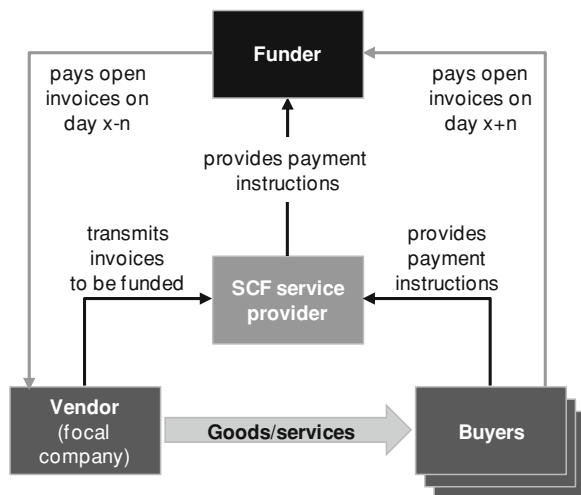 Funder
pays open
invoices on
day x-n
pays open
invoices on
day x+n
provides payment
instructions
transmits
invoices
to be funded
provides
payment
instructions
SCF service
provider
Vendor
(focal
company)
Goods/services
Buyers